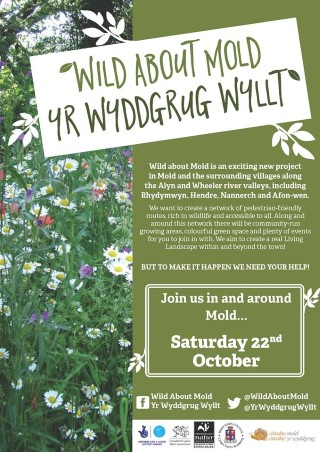 WILD ABOUT MOLD
YR WYDDGRUG WYLLT
Wild about Mold is an exciting new project
in Mold and the surrounding villages along
the Alyn and Wheeler river valleys, including
Rhydymwyn, Hendre, Nannerch and Afon-wen.
We want to create a network of pedestrian-friendly
routes, rich in wildlife and accessible to all. Along and
around this network there will be community-run
growing areas, colourful green space and plenty of events
for you to join in with. We aim to create a real Living
Landscape within and beyond the town!
BUT TO MAKE IT HAPPEN WE NEED YOUR HELP!
Join us in and around
Mold...
Saturday 22nd
October
Wild About Mold
Yr Wyddgrug Wyllt
@WildAboutMold
@YrWyddgrugWyllt